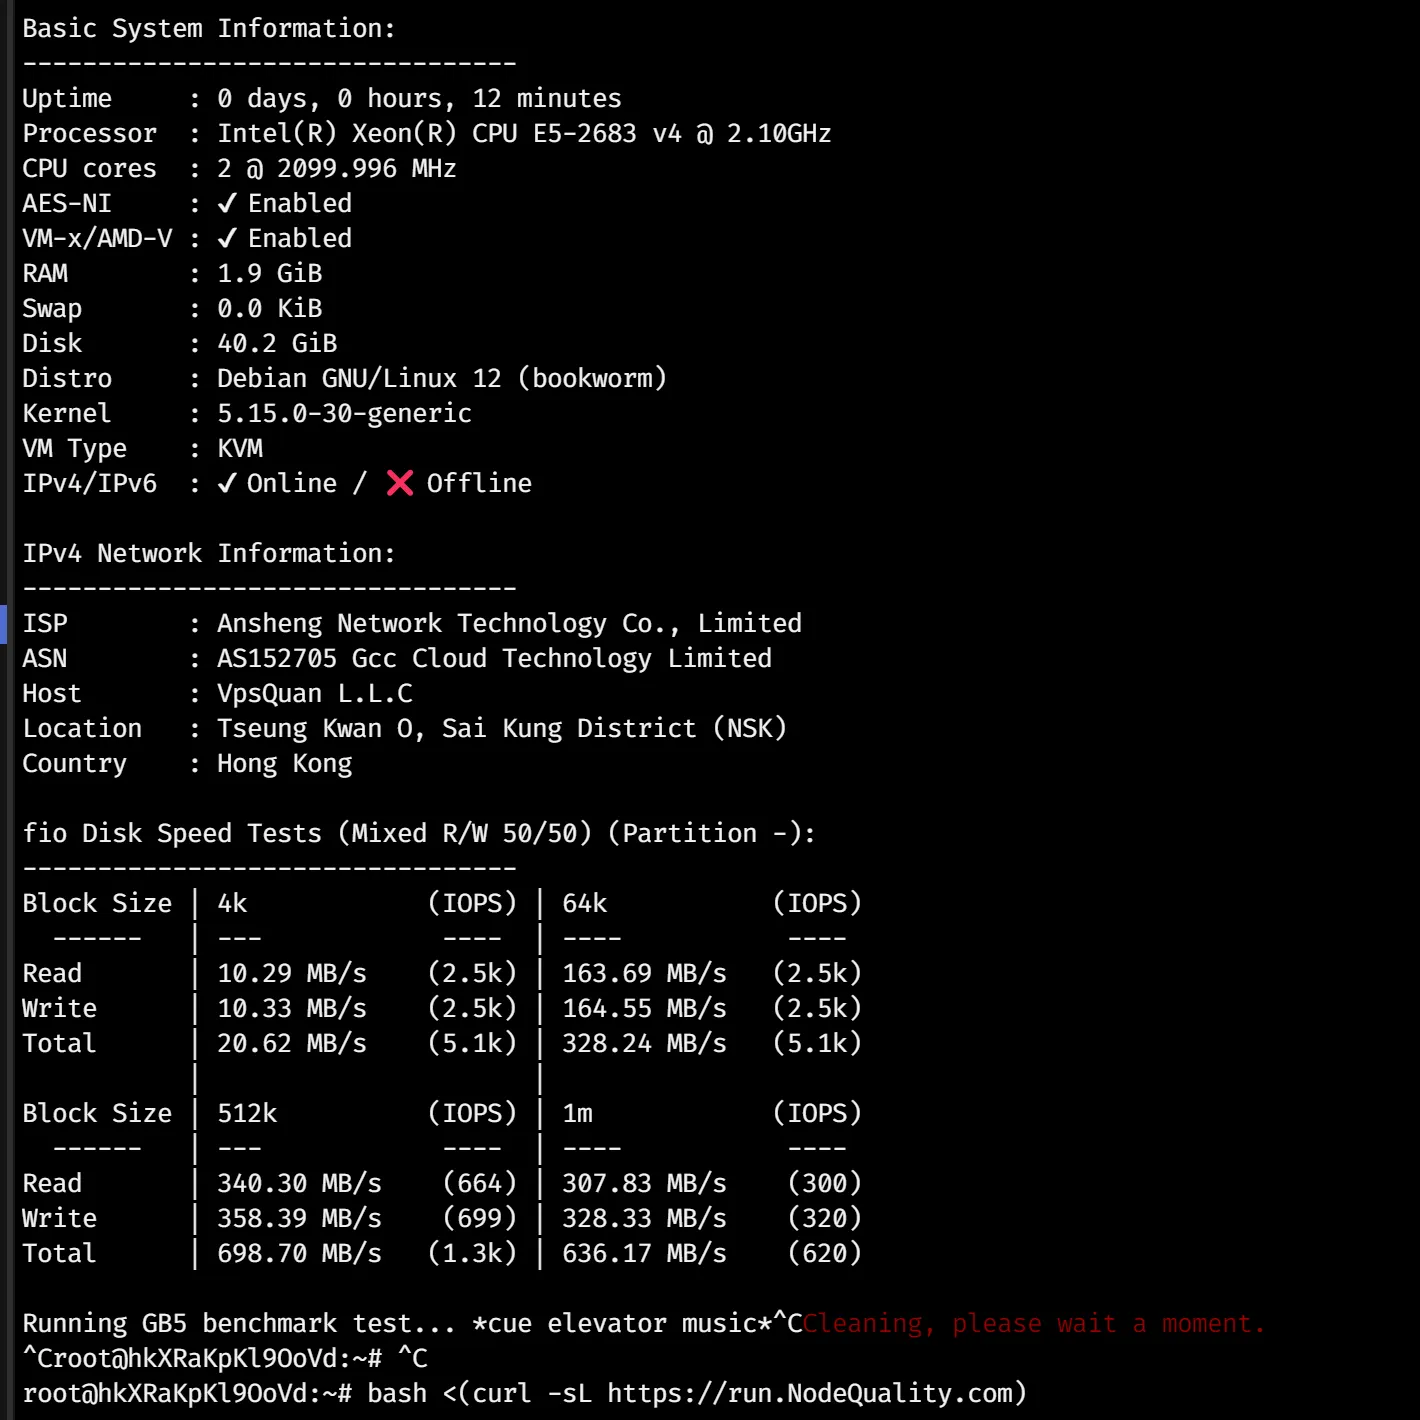 Basic System Information:
---------------------------------
Uptime     : 0 days, 0 hours, 12 minutes
Processor  : Intel(R) Xeon(R) CPU E5-2683 v4 @ 2.10GHz
CPU cores  : 2 @ 2099.996 MHz
AES-NI     : ✔ Enabled
VM-x/AMD-V : ✔ Enabled
RAM        : 1.9 GiB
Swap       : 0.0 KiB
Disk       : 40.2 GiB
Distro     : Debian GNU/Linux 12 (bookworm)
Kernel     : 5.15.0-30-generic
VM Type    : KVM
IPv4/IPv6  : ✔ Online / ❌ Offline

IPv4 Network Information:
---------------------------------
ISP        : Ansheng Network Technology Co., Limited
ASN        : AS152705 Gcc Cloud Technology Limited
Host       : VpsQuan L.L.C
Location   : Tseung Kwan O, Sai Kung District (NSK)
Country    : Hong Kong

fio Disk Speed Tests (Mixed R/W 50/50) (Partition -):
---------------------------------
Block Size | 4k            (IOPS) | 64k           (IOPS)
  ------   | ---            ----  | ----           ----
Read       | 10.29 MB/s    (2.5k) | 163.69 MB/s   (2.5k)
Write      | 10.33 MB/s    (2.5k) | 164.55 MB/s   (2.5k)
Total      | 20.62 MB/s    (5.1k) | 328.24 MB/s   (5.1k)
           |                      |
Block Size | 512k          (IOPS) | 1m            (IOPS)
  ------   | ---            ----  | ----           ----
Read       | 340.30 MB/s    (664) | 307.83 MB/s    (300)
Write      | 358.39 MB/s    (699) | 328.33 MB/s    (320)
Total      | 698.70 MB/s   (1.3k) | 636.17 MB/s    (620)

Running GB5 benchmark test... *cue elevator music*^CCleaning, please wait a moment.
^Croot@hkXRaKpKl9OoVd:~# ^C
root@hkXRaKpKl9OoVd:~# bash <(curl -sL https://run.NodeQuality.com)